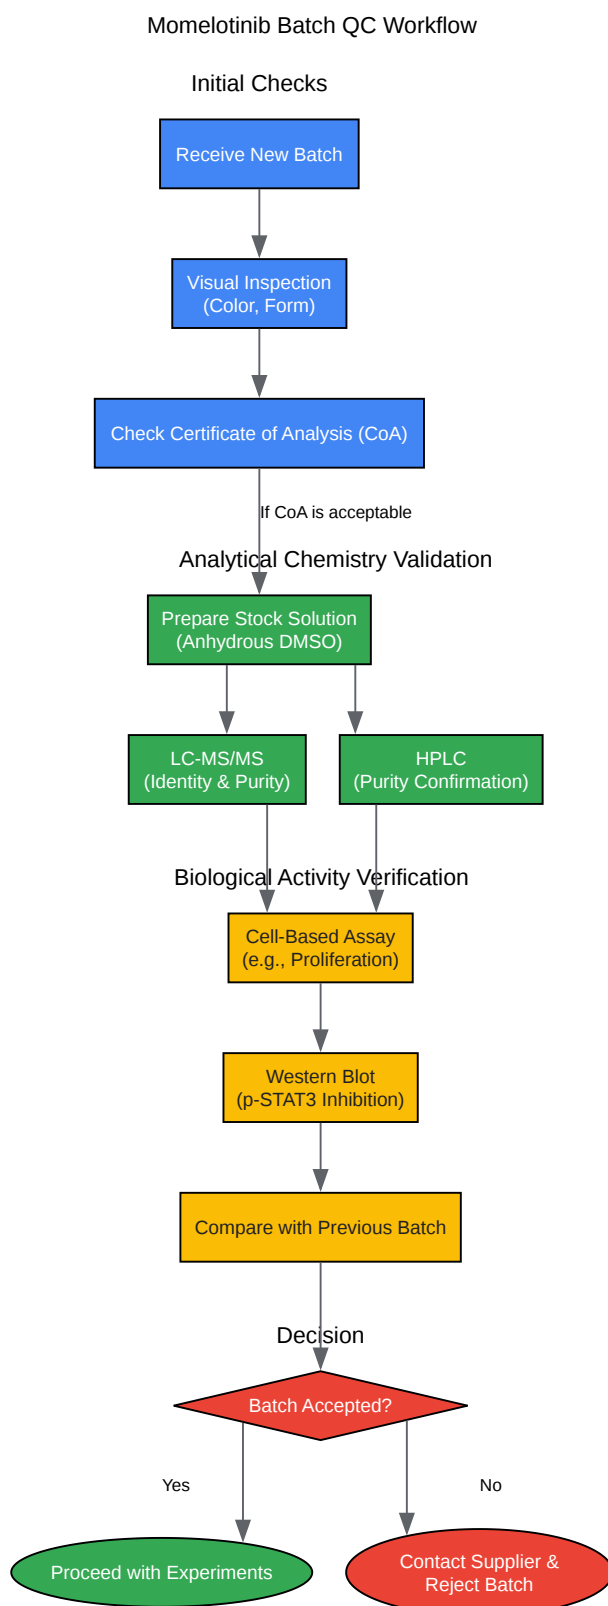 Momelotinib Batch QC Workflow
Initial Checks
Receive New Batch
Visual Inspection
(Color, Form)
Check Certificate of Analysis (CoA)
If CoA is acceptable
Analytical Chemistry Validation
Prepare Stock Solution
(Anhydrous DMSO)
LC-MS/MS
(Identity & Purity)
HPLC
(Purity Confirmation)
Biological Activity Verification
Cell-Based Assay
(e.g., Proliferation)
Western Blot
(p-STAT3 Inhibition)
Compare with Previous Batch
Decision
Batch Accepted?
Yes
No
Proceed with Experiments
Contact Supplier &
Reject Batch